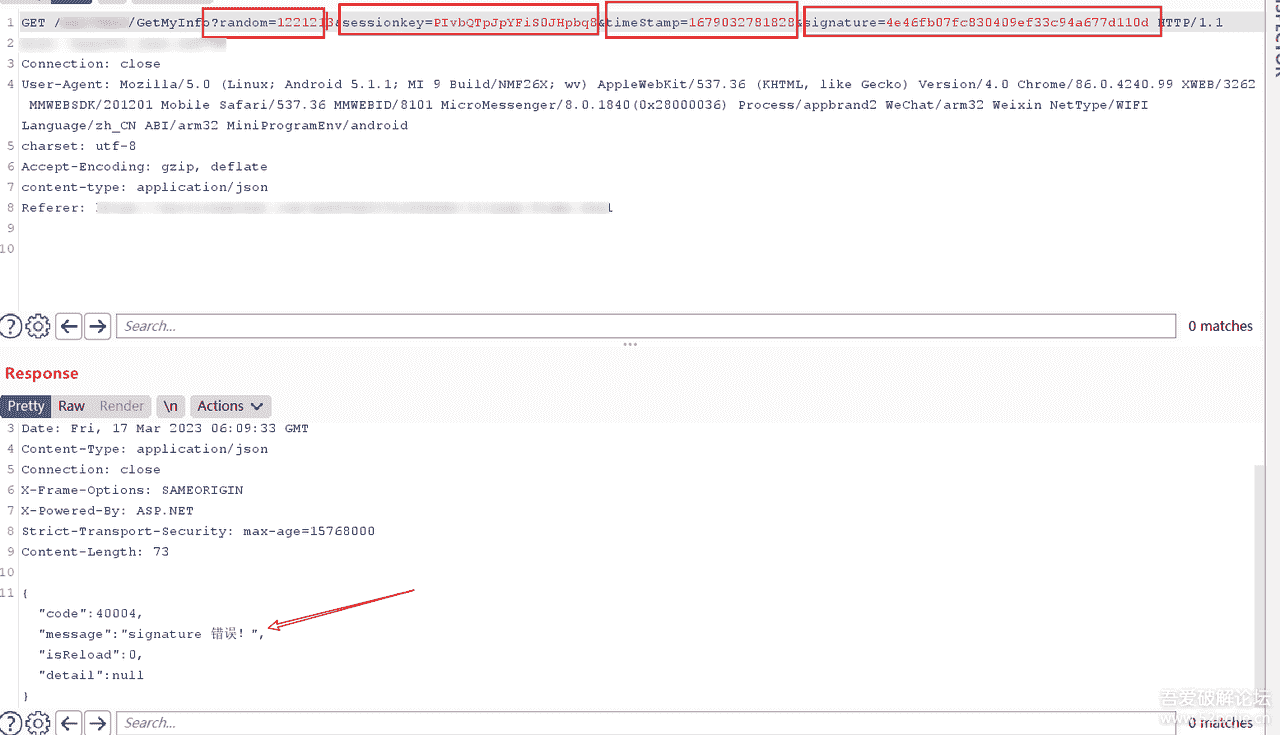 1 GET / /GetMyInfo?random=1221213&sessionkey=PIvbQTpJpYFiS0JHpbq8&timeStamp=1679032781828&signature=4e46fb07fc830409ef33c94a677d110d HTTP/1.1
2
3 Connection: close
4 User-Agent: Mozilla/5.0 (Linux; Android 5.1.1; MI 9 Build/NMF26X; wv) AppleWebKit/537.36 (KHTML, like Gecko) Version/4.0 Chrome/86.0.4240.99 XWEB/3262
MMWEBSDK/201201 Mobile Safari/537.36 MMWEBID/8101 MicroMessenger/8.0.1840(0x28000036) Process/appbrand2 WeChat/arm32 Weixin NetType/WIFI
Language/zh_CN ABI/arm32 MiniProgramEnv/android
5 charset: utf-8
6 Accept-Encoding: gzip, deflate
7 content-type: application/json
8 Referer:
9
10
Search...
0 matches
Response
Pretty Raw Render \n Actions
3 Date: Fri, 17 Mar 2023 06:09:33 GMT
4 Content-Type: application/json
5 Connection: close
6 X-Frame-Options: SAMEORIGIN
7 X-Powered-By: ASP.NET
8 Strict-Transport-Security: max-age=15768000
9 Content-Length: 73
10
11 {
"code":40004,
"message":"signature 错误！",
"isReload":0,
"detail":null
}
Search...
0 matches
吾爱破解论坛